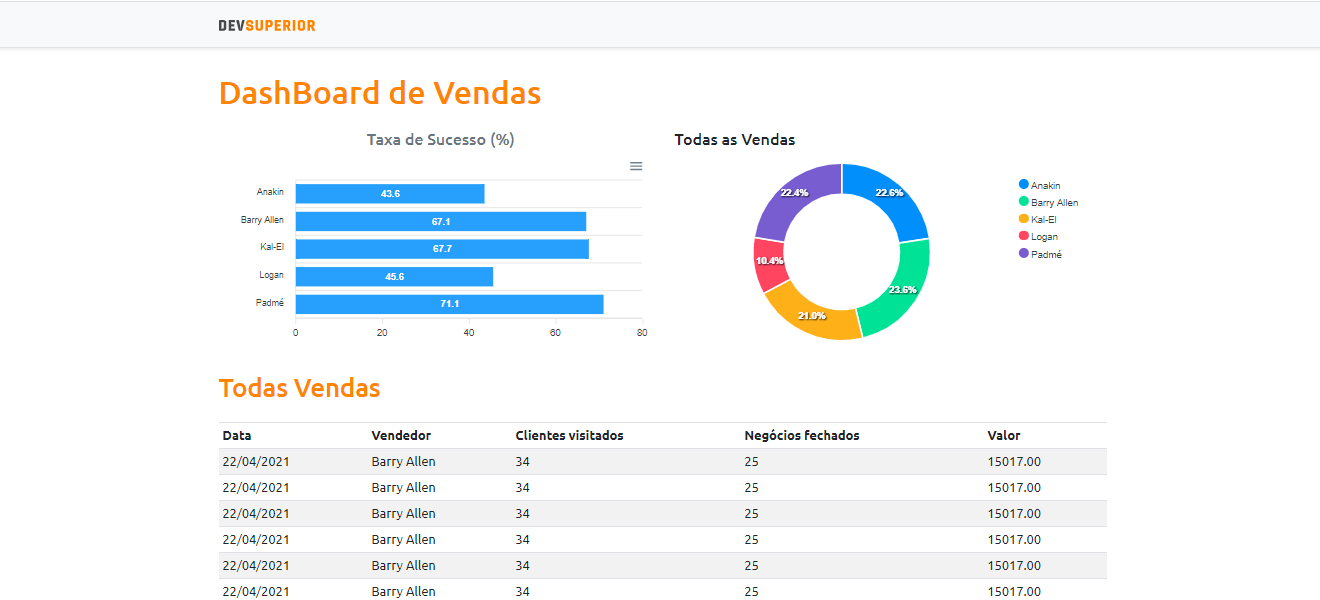 DEVSUPERIOR
DashBoard de Vendas
Taxa de Sucesso (%)
Anakin 43.6
Barry Allen 67.1
Kal-El 67.7
Logan 45.6
Padmé 71.1
0 20 40 60 80
Todas as Vendas
22.4% 22.6%
10.4%
23.6%
21.0%
Anakin
Barry Allen
Kal-El
Logan
Padmé
Todas Vendas
Data Vendedor Clientes visitados Negócios fechados Valor
22/04/2021 Barry Allen 34 25 15017.00
22/04/2021 Barry Allen 34 25 15017.00
22/04/2021 Barry Allen 34 25 15017.00
22/04/2021 Barry Allen 34 25 15017.00
22/04/2021 Barry Allen 34 25 15017.00
22/04/2021 Barry Allen 34 25 15017.00